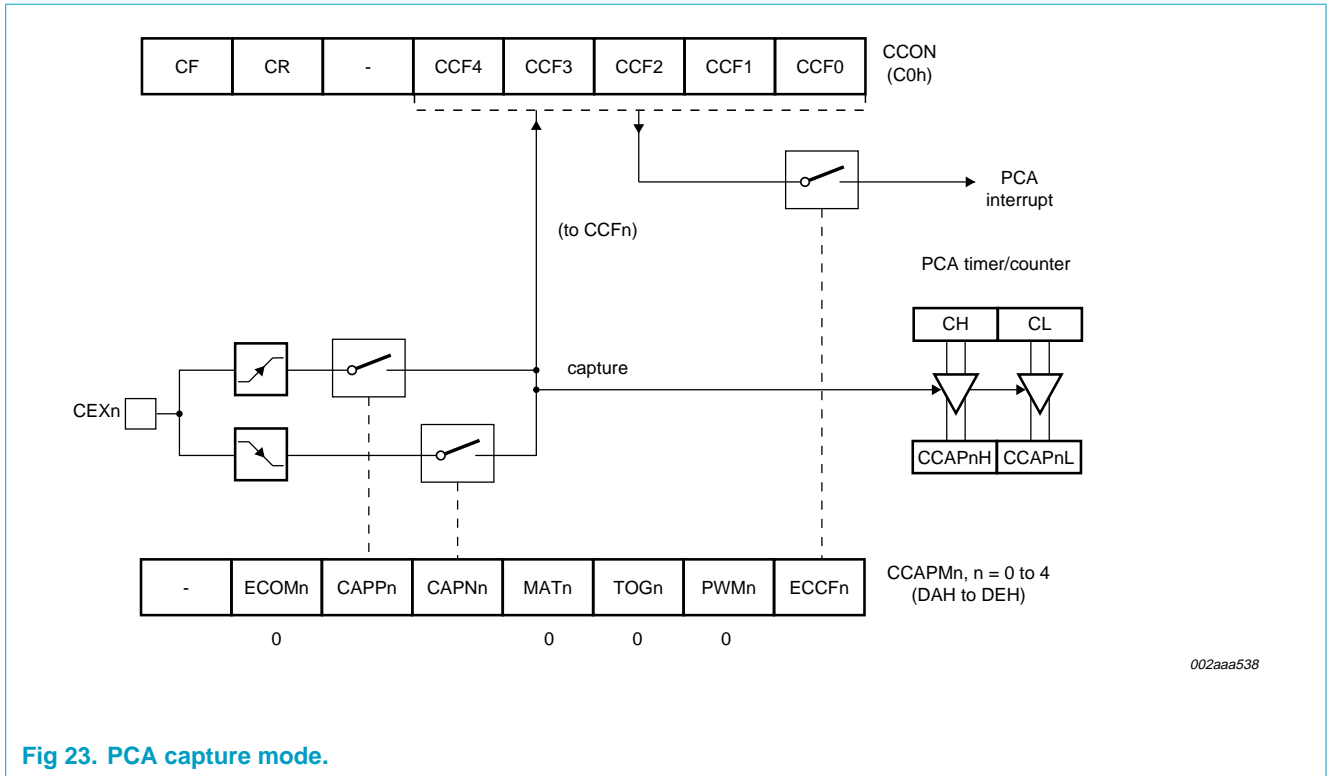 CF CR - CCF4 CCF3 CCF2 CCF1 CCF0
CCON
(C0h)
PCA
interrupt
(to CCFn)
PCA timer/counter
CH CL
capture
CEXn
CCAPnH CCAPnL
- ECOMn CAPPn CAPNn MATn TOGn PWMn ECCFn
CCAPMn, n = 0 to 4
(DAH to DEH)
0 0 0 0
002aaa538
Fig 23. PCA capture mode.